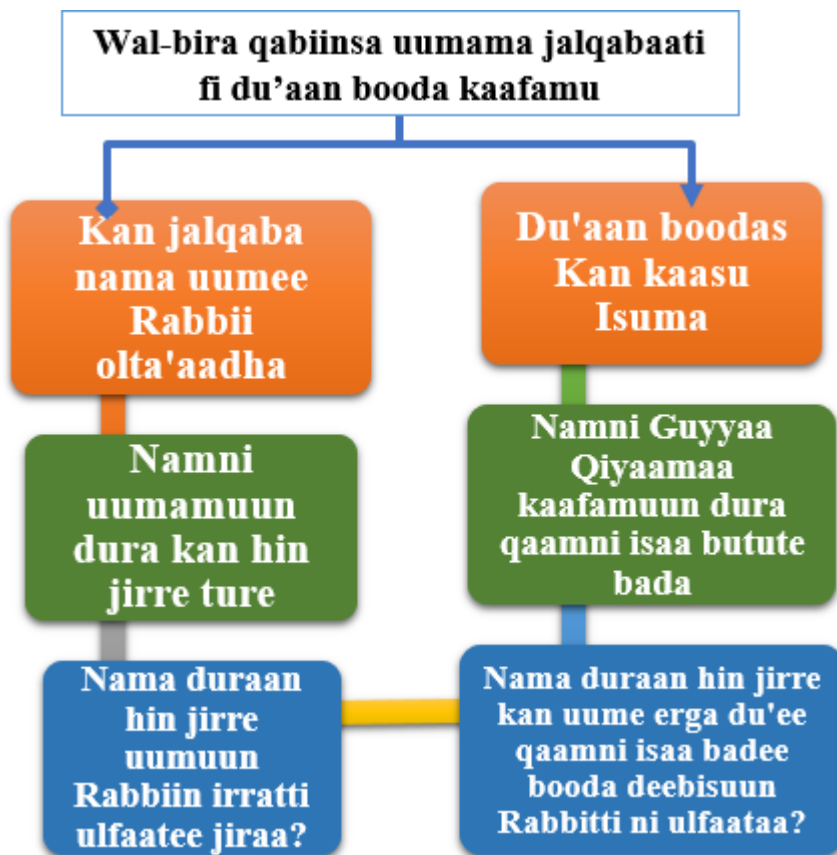 Wal-bira qabiinsa uumama jalqabaati
fi du’aan booda kaafamu
Kan jalqaba
nama uumee
Rabbii
olta'aadha
Namni
uumamuun
dura kan hin
jirre ture
Nama duraan
hin jirre
uumuun
Rabbiin irratti
ulfaatee jiraa?
Du'aan boodas
Kan kaasu
Isuma
Namni Guyyaa
Qiyaamaa
kaafamuun dura
qaamni isaa butute
bada
Nama duraan hin jirre
kan uume erga du'ee
qaamni isaa badee
booda deebisuun
Rabbitti ni ulfaataa?